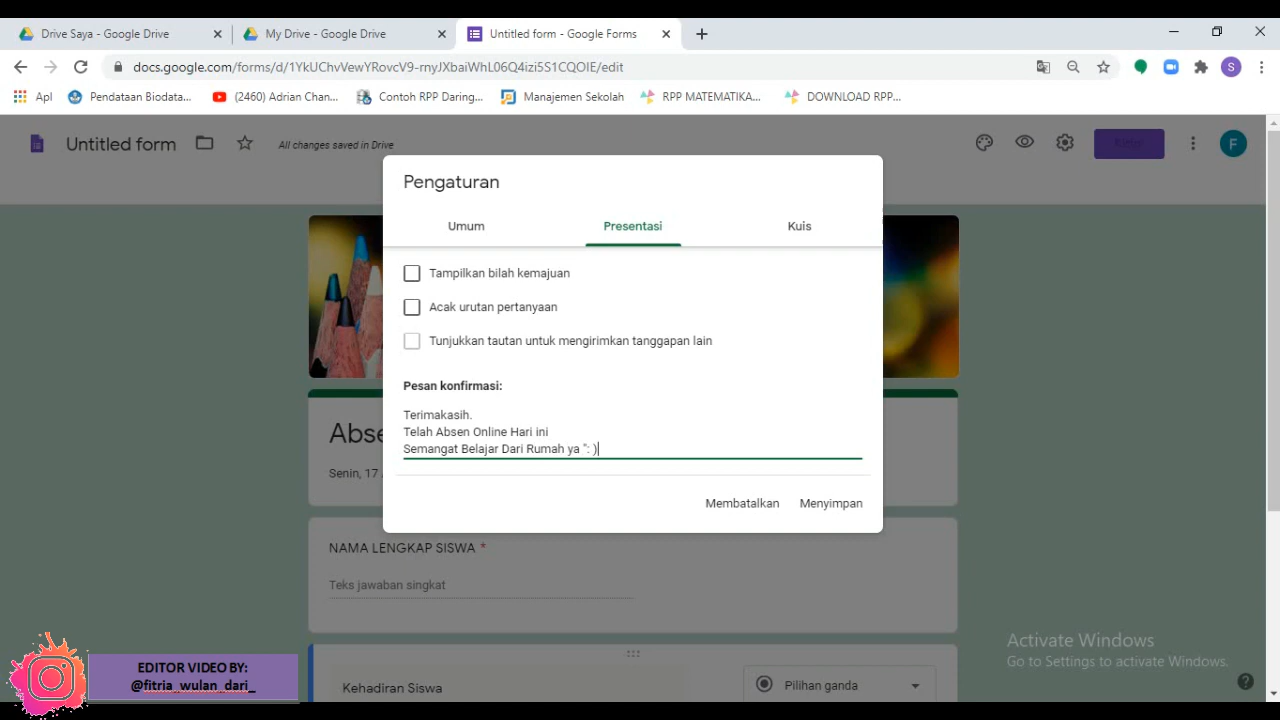 Drive Saya - Google Drive
My Drive - Google Drive
Untitled form - Google Forms
docs.google.com/forms/d/1YkUChvVewYRovcV9-rnyJXbaiWhL06Q4izi5S1CQOIE/edit
S
Apl
Pendataan Biodata...
(2460) Adrian Chan...
Contoh RPP Daring...
Manajemen Sekolah
RPP MATEMATIKA...
DOWNLOAD RPP...
Untitled form
All changes saved in Drive
F
Pengaturan
Umum
Presentasi
Kuis
Tampilkan bilah kemajuan
Acak urutan pertanyaan
Tunjukkan tautan untuk mengirimkan tanggapan lain
Pesan konfirmasi:
Terimakasih.
Telah Absen Online Hari ini
Semangat Belajar Dari Rumah ya ": )
Abse
Senin, 17
Membatalkan
Menyimpan
NAMA LENGKAP SISWA *
Teks jawaban singkat
Activate Windows
Go to Settings to activate Windows.
EDITOR VIDEO BY:
@fitria_wulan_dari_
Kehadiran Siswa
Pilihan ganda